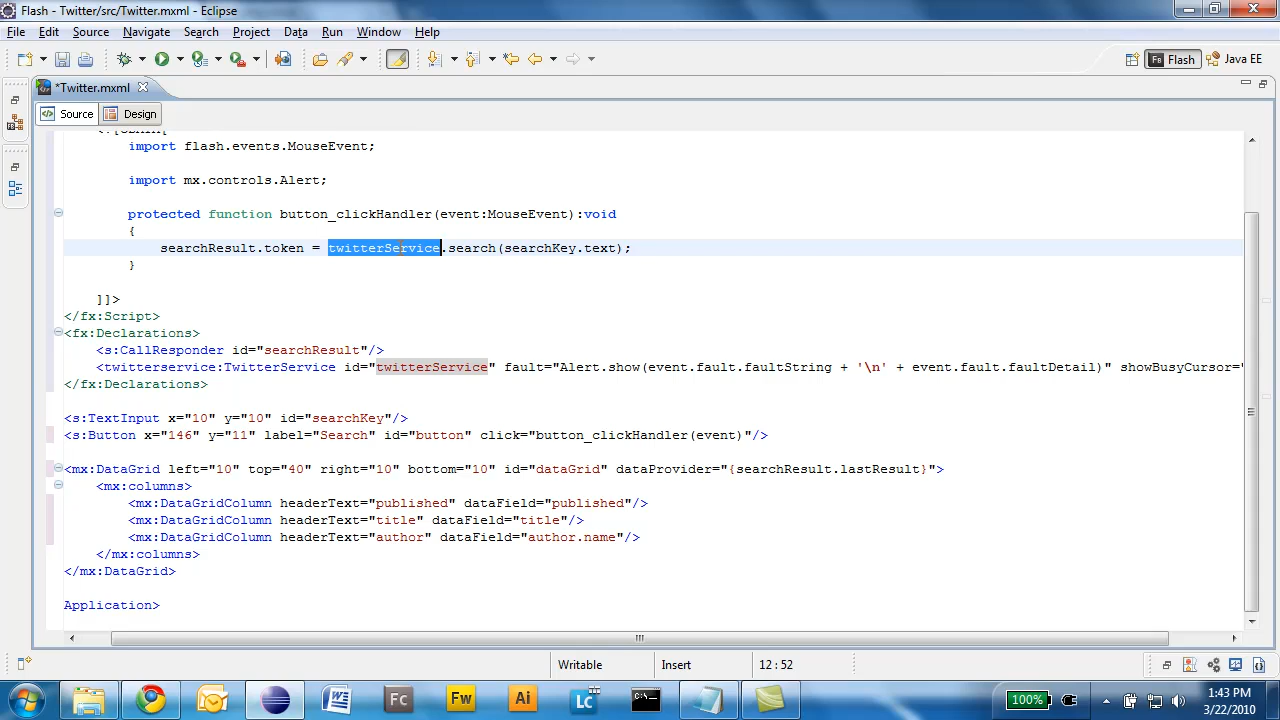 Flash - Twitter/src/Twitter.mxml - Eclipse
File Edit Source Navigate Search Project Data Run Window Help
Fb Flash Java EE
*Twitter.mxml
Source Design
<![CDATA[
import flash.events.MouseEvent;
import mx.controls.Alert;
protected function button_clickHandler(event:MouseEvent):void
{
searchResult.token = twitterService.search(searchKey.text);
}
]]>
</fx:Script>
<fx:Declarations>
<s:CallResponder id="searchResult"/>
<twitterservice:TwitterService id="twitterService" fault="Alert.show(event.fault.faultString + '\n' + event.fault.faultDetail)" showBusyCursor="
</fx:Declarations>
<s:TextInput x="10" y="10" id="searchKey"/>
<s:Button x="146" y="11" label="Search" id="button" click="button_clickHandler(event)"/>
<mx:DataGrid left="10" top="40" right="10" bottom="10" id="dataGrid" dataProvider="{searchResult.lastResult}">
<mx:columns>
<mx:DataGridColumn headerText="published" dataField="published"/>
<mx:DataGridColumn headerText="title" dataField="title"/>
<mx:DataGridColumn headerText="author" dataField="author.name"/>
</mx:columns>
</mx:DataGrid>
Application>
Writable Insert 12 : 52
Fc Fw Ai Lc C:\ 100% 1:43 PM
3/22/2010